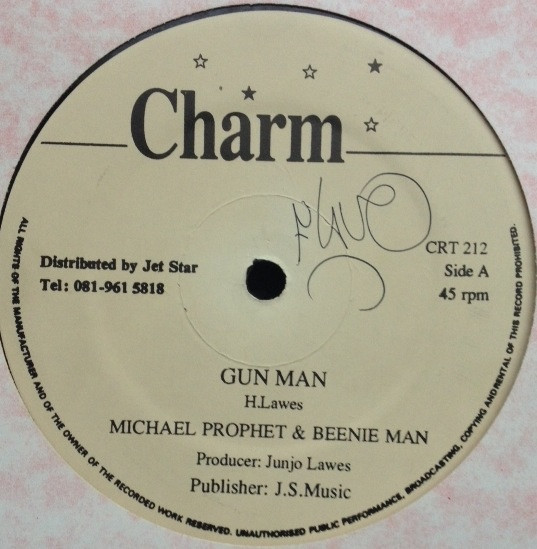 Charm
Distributed by Jet Star
Tel: 081-961 5818
CRT 212
Side A
45 rpm
GUN MAN
H.Lawes
MICHAEL PROPHET & BEENIE MAN
Producer: Junjo Lawes
Publisher: J.S.Music
ALL RIGHTS OF THE MANUFACTURER AND OF THE OWNER OF THE RECORDED WORK RESERVED. UNAUTHORISED PUBLIC PERFORMANCE, BROADCASTING, COPYING AND RENTAL OF THIS RECORD PROHIBITED.